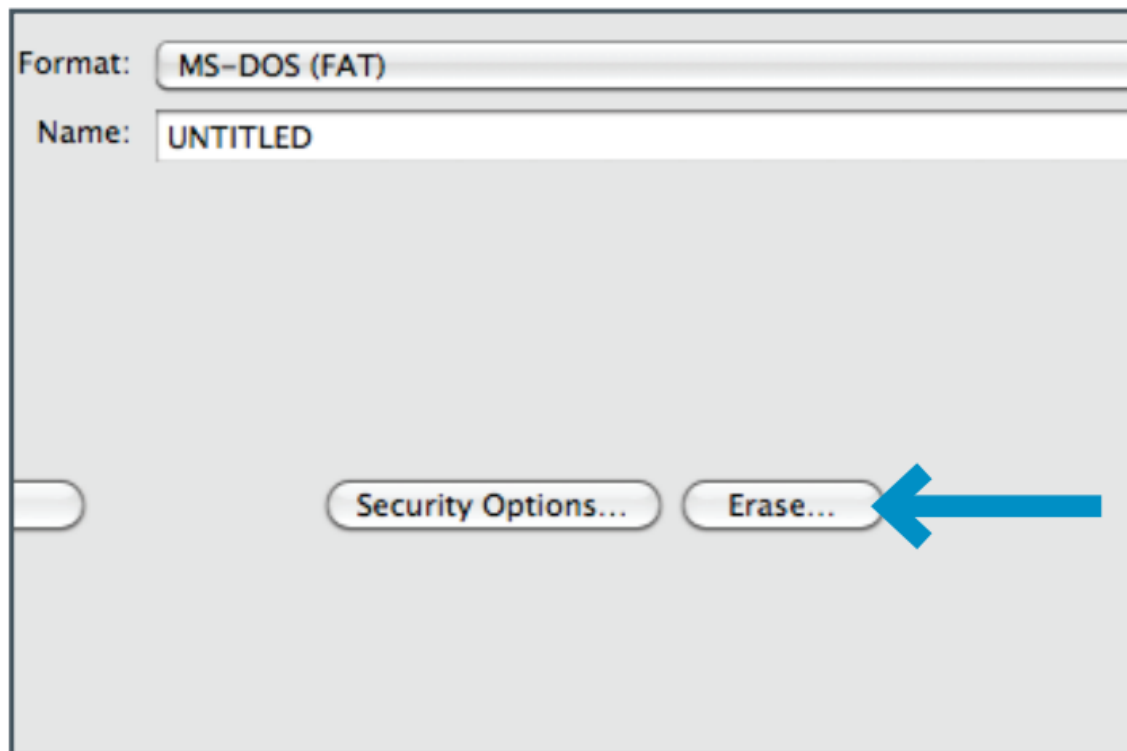 Format: MS-DOS (FAT)
Name: UNTITLED
Security Options... Erase...